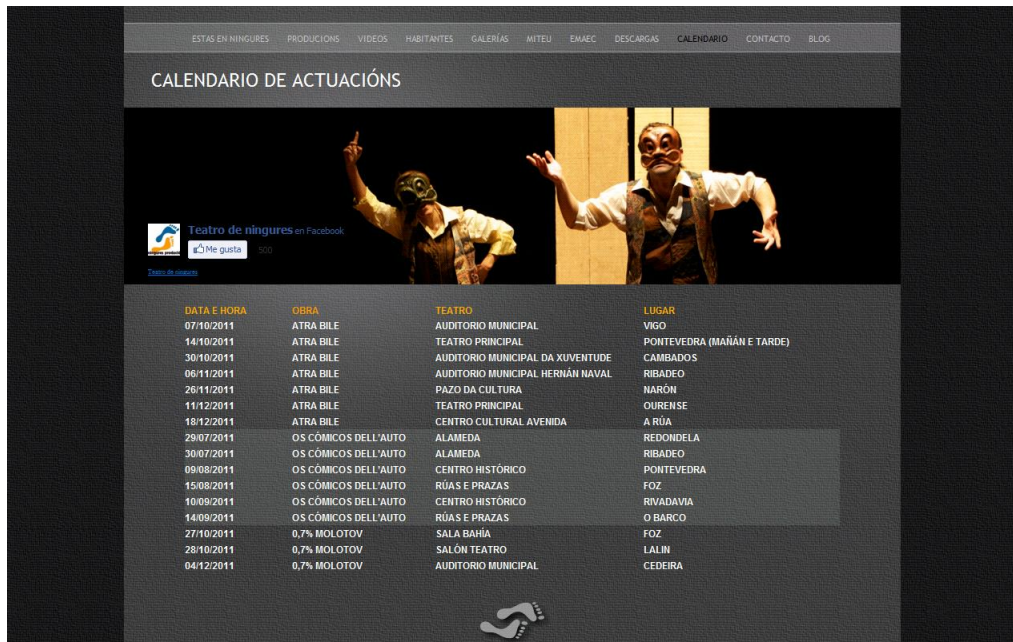 ESTAS EN NINGURES PRODUCIONS VIDEOS HABITANTES GALERÍAS MITEU EMAEC DESCARGAS CALENDARIO CONTACTO BLOG
CALENDARIO DE ACTUACIÓNS
Teatro de ningures en Facebook
Me gusta 500
Teatro de ningures
DATA E HORA OBRA TEATRO LUGAR
07/10/2011 ATRA BILE AUDITORIO MUNICIPAL VIGO
14/10/2011 ATRA BILE TEATRO PRINCIPAL PONTEVEDRA (MAÑÁN E TARDE)
30/10/2011 ATRA BILE AUDITORIO MUNICIPAL DA XUVENTUDE CAMBADOS
06/11/2011 ATRA BILE AUDITORIO MUNICIPAL HERNÁN NAVAL RIBADEO
26/11/2011 ATRA BILE PAZO DA CULTURA NARÓN
11/12/2011 ATRA BILE TEATRO PRINCIPAL OURENSE
18/12/2011 ATRA BILE CENTRO CULTURAL AVENIDA A RÚA
29/07/2011 OS CÓMICOS DELL'AUTO ALAMEDA REDONDELA
30/07/2011 OS CÓMICOS DELL'AUTO ALAMEDA RIBADEO
09/08/2011 OS CÓMICOS DELL'AUTO CENTRO HISTÓRICO PONTEVEDRA
15/08/2011 OS CÓMICOS DELL'AUTO RÚAS E PRAZAS FOZ
10/09/2011 OS CÓMICOS DELL'AUTO CENTRO HISTÓRICO RIVADAVIA
14/09/2011 OS CÓMICOS DELL'AUTO RÚAS E PRAZAS O BARCO
27/10/2011 0,7% MOLOTOV SALA BAHÍA FOZ
28/10/2011 0,7% MOLOTOV SALÓN TEATRO LALIN
04/12/2011 0,7% MOLOTOV AUDITORIO MUNICIPAL CEDEIRA